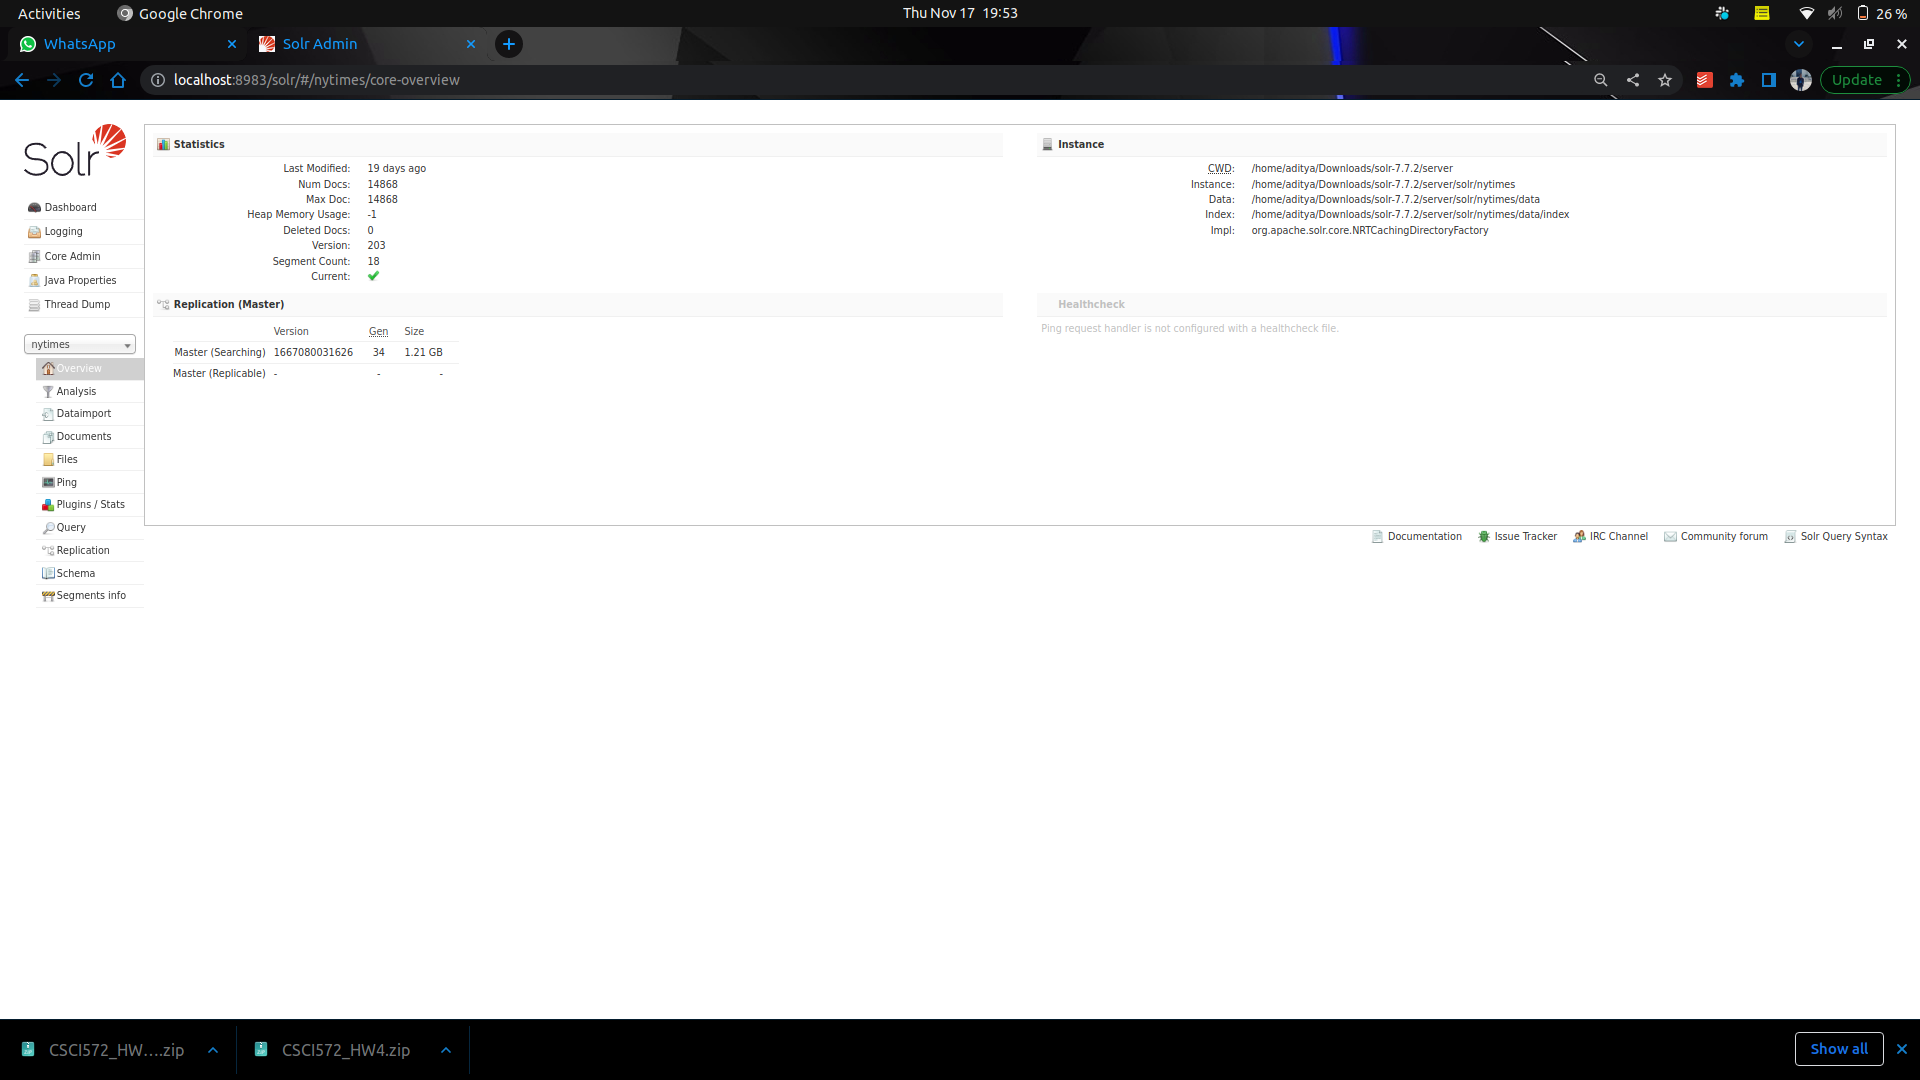 Activities Google Chrome Thu Nov 17 19:53 26 %
WhatsApp Solr Admin
localhost:8983/solr/#/nytimes/core-overview Update
Solr
Dashboard
Logging
Core Admin
Java Properties
Thread Dump
nytimes
Overview
Analysis
Dataimport
Documents
Files
Ping
Plugins / Stats
Query
Replication
Schema
Segments info
Statistics
Last Modified: 19 days ago
Num Docs: 14868
Max Doc: 14868
Heap Memory Usage: -1
Deleted Docs: 0
Version: 203
Segment Count: 18
Current:
Instance
CWD: /home/aditya/Downloads/solr-7.7.2/server
Instance: /home/aditya/Downloads/solr-7.7.2/server/solr/nytimes
Data: /home/aditya/Downloads/solr-7.7.2/server/solr/nytimes/data
Index: /home/aditya/Downloads/solr-7.7.2/server/solr/nytimes/data/index
Impl: org.apache.solr.core.NRTCachingDirectoryFactory
Replication (Master)
Version Gen Size
Master (Searching) 1667080031626 34 1.21 GB
Master (Replicable) - - -
Healthcheck
Ping request handler is not configured with a healthcheck file.
Documentation Issue Tracker IRC Channel Community forum Solr Query Syntax
CSCI572_HW....zip CSCI572_HW4.zip Show all